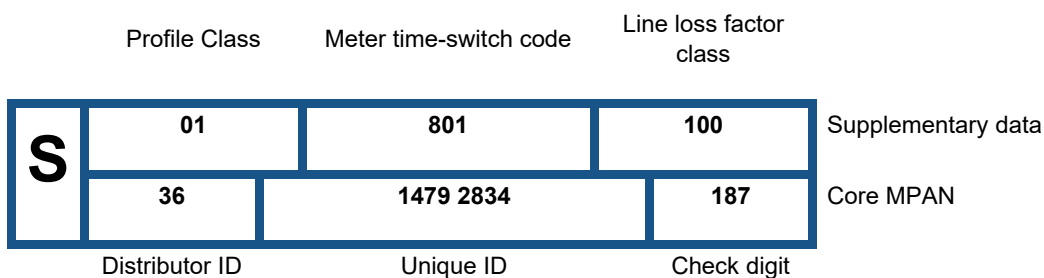 Profile Class Meter time-switch code Line loss factor
class
S
01 801 100 Supplementary data
36 1479 2834 187 Core MPAN
Distributor ID Unique ID Check digit